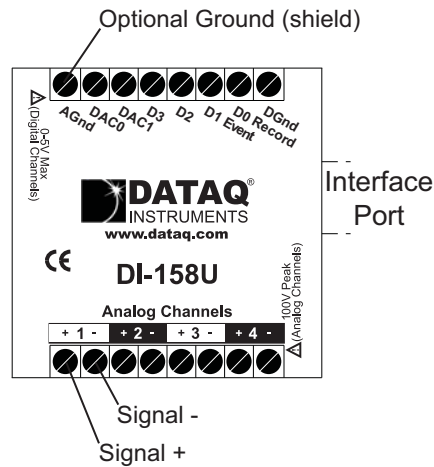 Optional Ground (shield)
AGnd
DAC0
DAC1
D3
D2
D1 Event
D0 Record
DGnd
0-5V Max
(Digital Channels)
Interface
Port
DATAQ®
INSTRUMENTS
www.dataq.com
CE
DI-158U
100V Peak
(Analog Channels)
Analog Channels
+ 1 - + 2 - + 3 - + 4 -
Signal -
Signal +